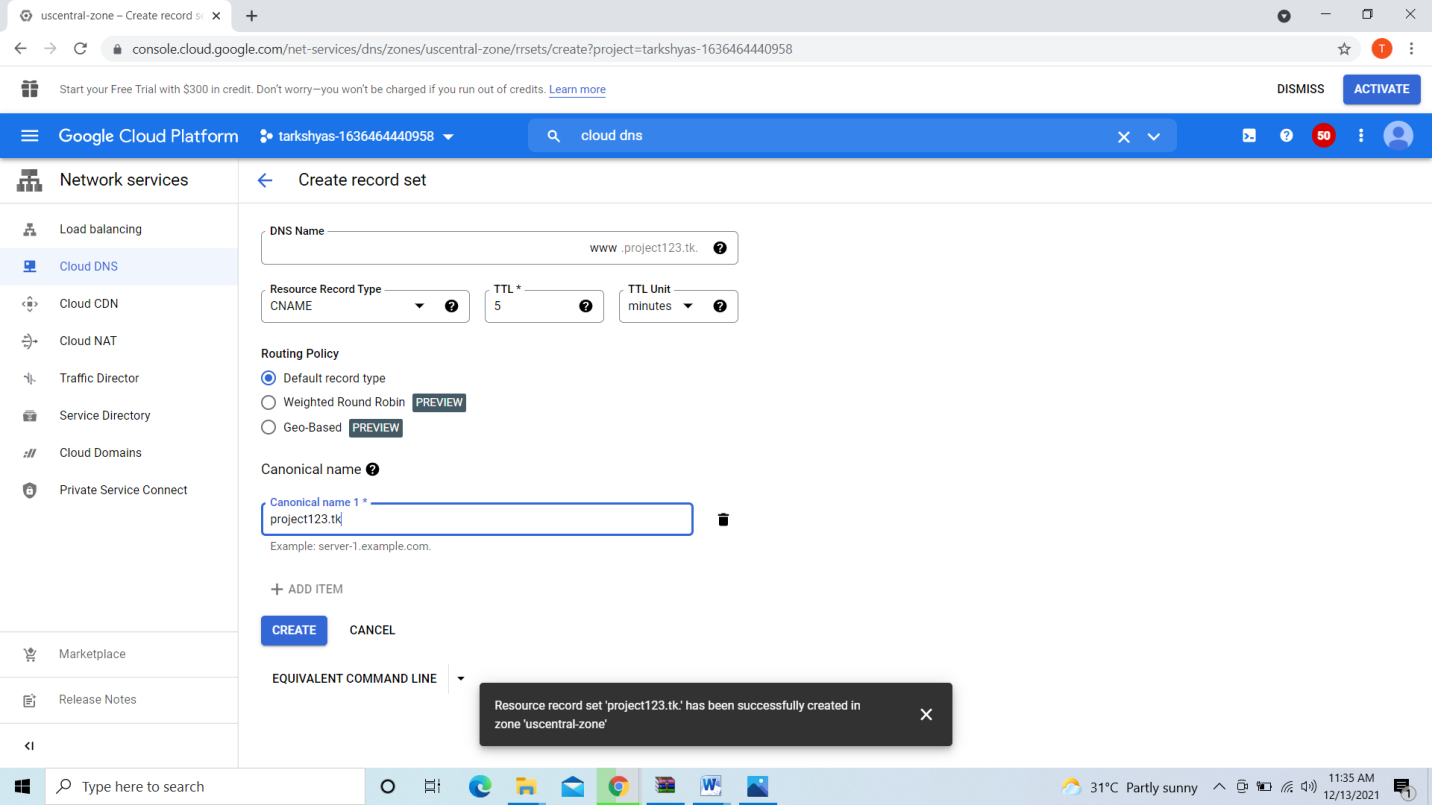 uscentral-zone – Create record se
console.cloud.google.com/net-services/dns/zones/uscentral-zone/rrsets/create?project=tarkshyas-1636464440958
T
Start your Free Trial with $300 in credit. Don't worry—you won't be charged if you run out of credits. Learn more
DISMISS
ACTIVATE
Google Cloud Platform
tarkshyas-1636464440958
cloud dns
50
Network services
Load balancing
Cloud DNS
Cloud CDN
Cloud NAT
Traffic Director
Service Directory
Cloud Domains
Private Service Connect
Marketplace
Release Notes
Create record set
DNS Name
www .project123.tk.
Resource Record Type
CNAME
TTL *
5
TTL Unit
minutes
Routing Policy
Default record type
Weighted Round Robin PREVIEW
Geo-Based PREVIEW
Canonical name
Canonical name 1 *
project123.tk
Example: server-1.example.com.
+ ADD ITEM
CREATE
CANCEL
EQUIVALENT COMMAND LINE
Resource record set 'project123.tk.' has been successfully created in
zone 'uscentral-zone'
Type here to search
31°C Partly sunny
11:35 AM
12/13/2021
1